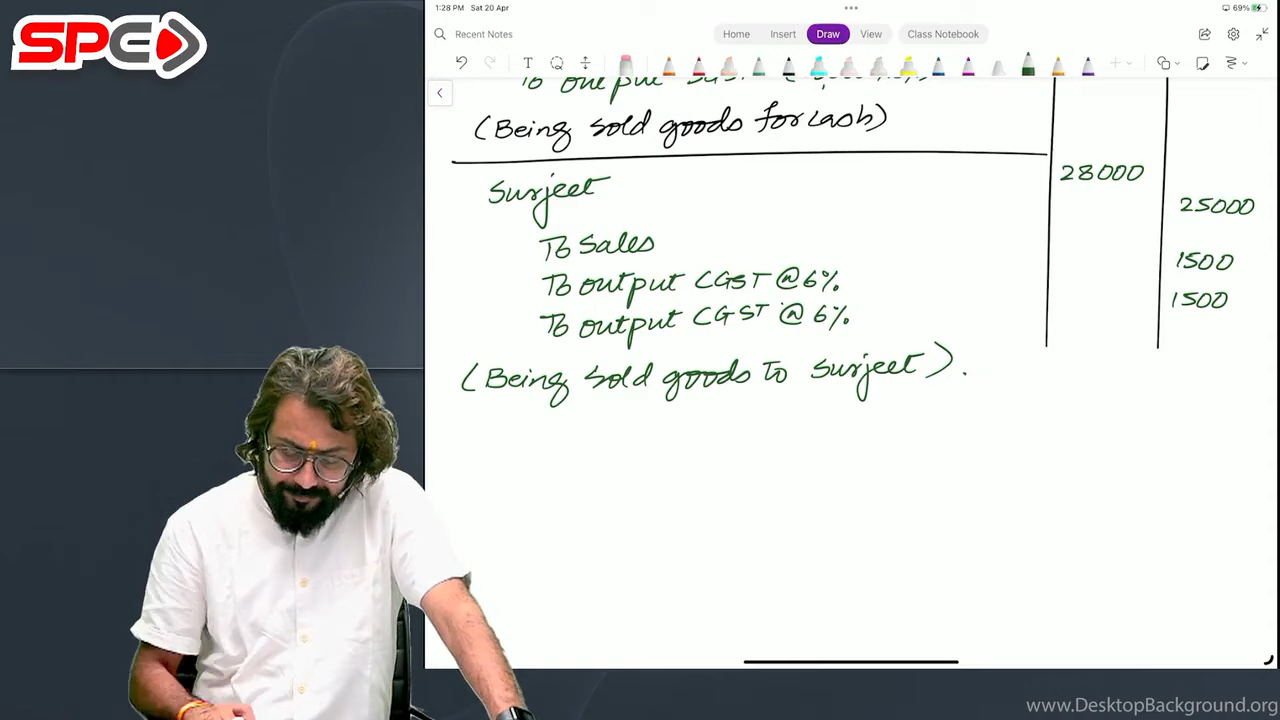 SPE
1:28 PM Sat 20 Apr
69%
Recent Notes
Home Insert Draw View Class Notebook
To output
(Being sold goods for cash)
Surjeet 28000
25000
To Sales
To output CGST @ 6% 1500
To output CGST @ 6% 1500
(Being sold goods To Surjeet).
www.DesktopBackground.org